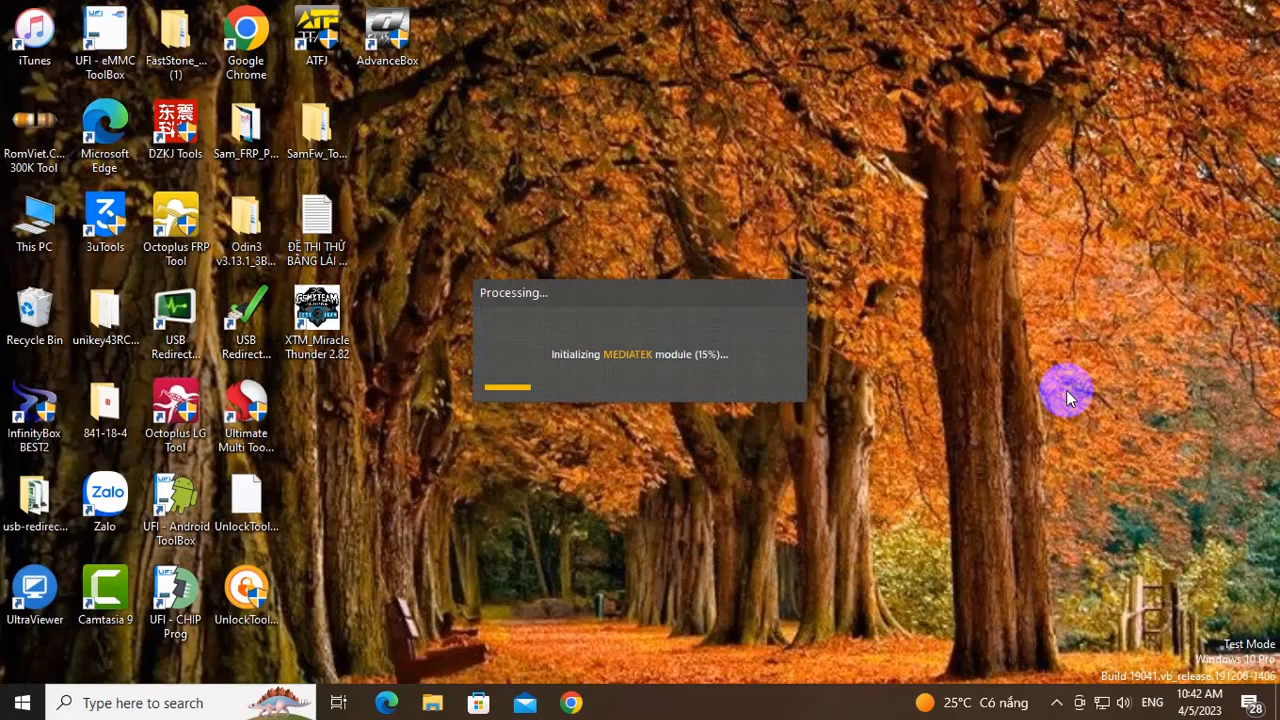 iTunes
UFI - eMMC
ToolBox
FastStone_...
(1)
Google
Chrome
ATFJ
AdvanceBox
RomViet.C...
300K Tool
Microsoft
Edge
DZKJ Tools
Sam_FRP_P...
SamFw_To...
This PC
3uTools
Octoplus FRP
Tool
Odin3
v3.13.1_3B...
ĐỀ THI THỬ
BẰNG LÁI ...
Recycle Bin
unikey43RC...
USB
Redirect...
USB
Redirect...
XTM_Miracle
Thunder 2.82
InfinityBox
BEST2
841-18-4
Octoplus LG
Tool
Ultimate
Multi Too...
usb-redirec...
Zalo
Zalo
UFI - Android
ToolBox
UnlockTool...
UltraViewer
Camtasia 9
UFI - CHIP
Prog
UnlockTool...
Processing...
Initializing MEDIATEK module (15%)...
Test Mode
Windows 10 Pro
Build 19041.vb_release.191206-1406
Type here to search
25°C Có nắng
ENG
10:42 AM
4/5/2023
28